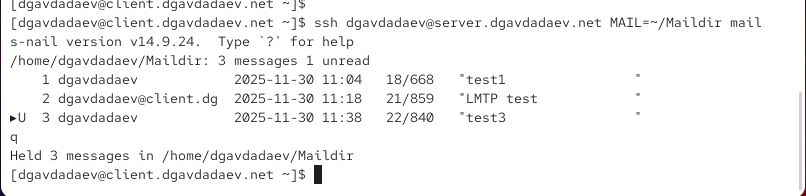 [dgavdadaev@client.dgavdadaev.net ~]$
[dgavdadaev@client.dgavdadaev.net ~]$ ssh dgavdadaev@server.dgavdadaev.net MAIL=~/Maildir mail
s-nail version v14.9.24.  Type `?' for help
/home/dgavdadaev/Maildir: 3 messages 1 unread
    1 dgavdadaev            2025-11-30 11:04   18/668   "test1                "
    2 dgavdadaev@client.dg  2025-11-30 11:18   21/859   "LMTP test            "
▸U  3 dgavdadaev            2025-11-30 11:38   22/840   "test3                "
q
Held 3 messages in /home/dgavdadaev/Maildir
[dgavdadaev@client.dgavdadaev.net ~]$